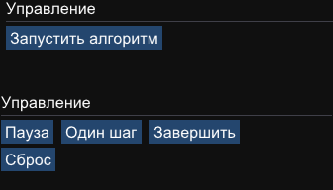 Управление
Запустить алгоритм
Управление
Пауза Один шаг Завершить
Сброс